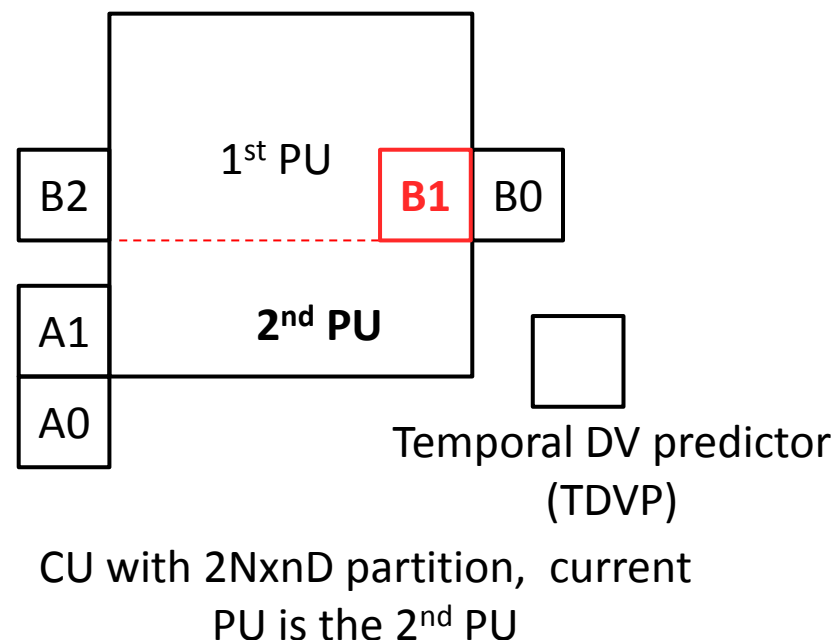 1st PU
B2
B1
B0
A1
2nd PU
A0
Temporal DV predictor
(TDVP)
CU with 2NxnD partition, current
PU is the 2nd PU